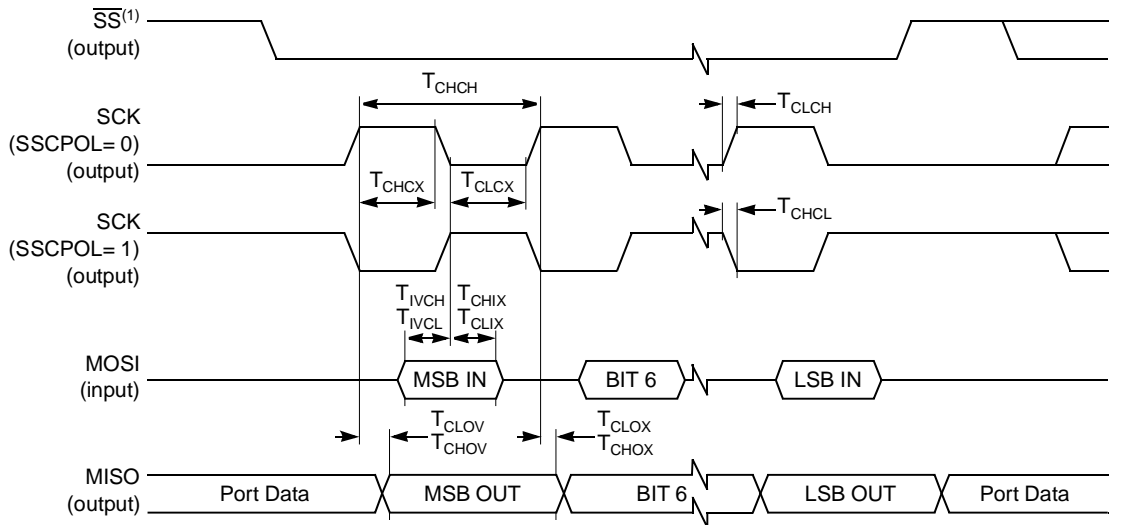 SS(1)
(output)
TCHCH
SCK
(SSCPOL= 0)
(output)
TCLCH
TCHCX
TCLCX
SCK
(SSCPOL= 1)
(output)
TCHCL
TIVCH
TIVCL
TCHIX
TCLIX
MOSI
(input)
MSB IN
BIT 6
LSB IN
TCLOV
TCHOV
TCLOX
TCHOX
MISO
(output)
Port Data
MSB OUT
BIT 6
LSB OUT
Port Data